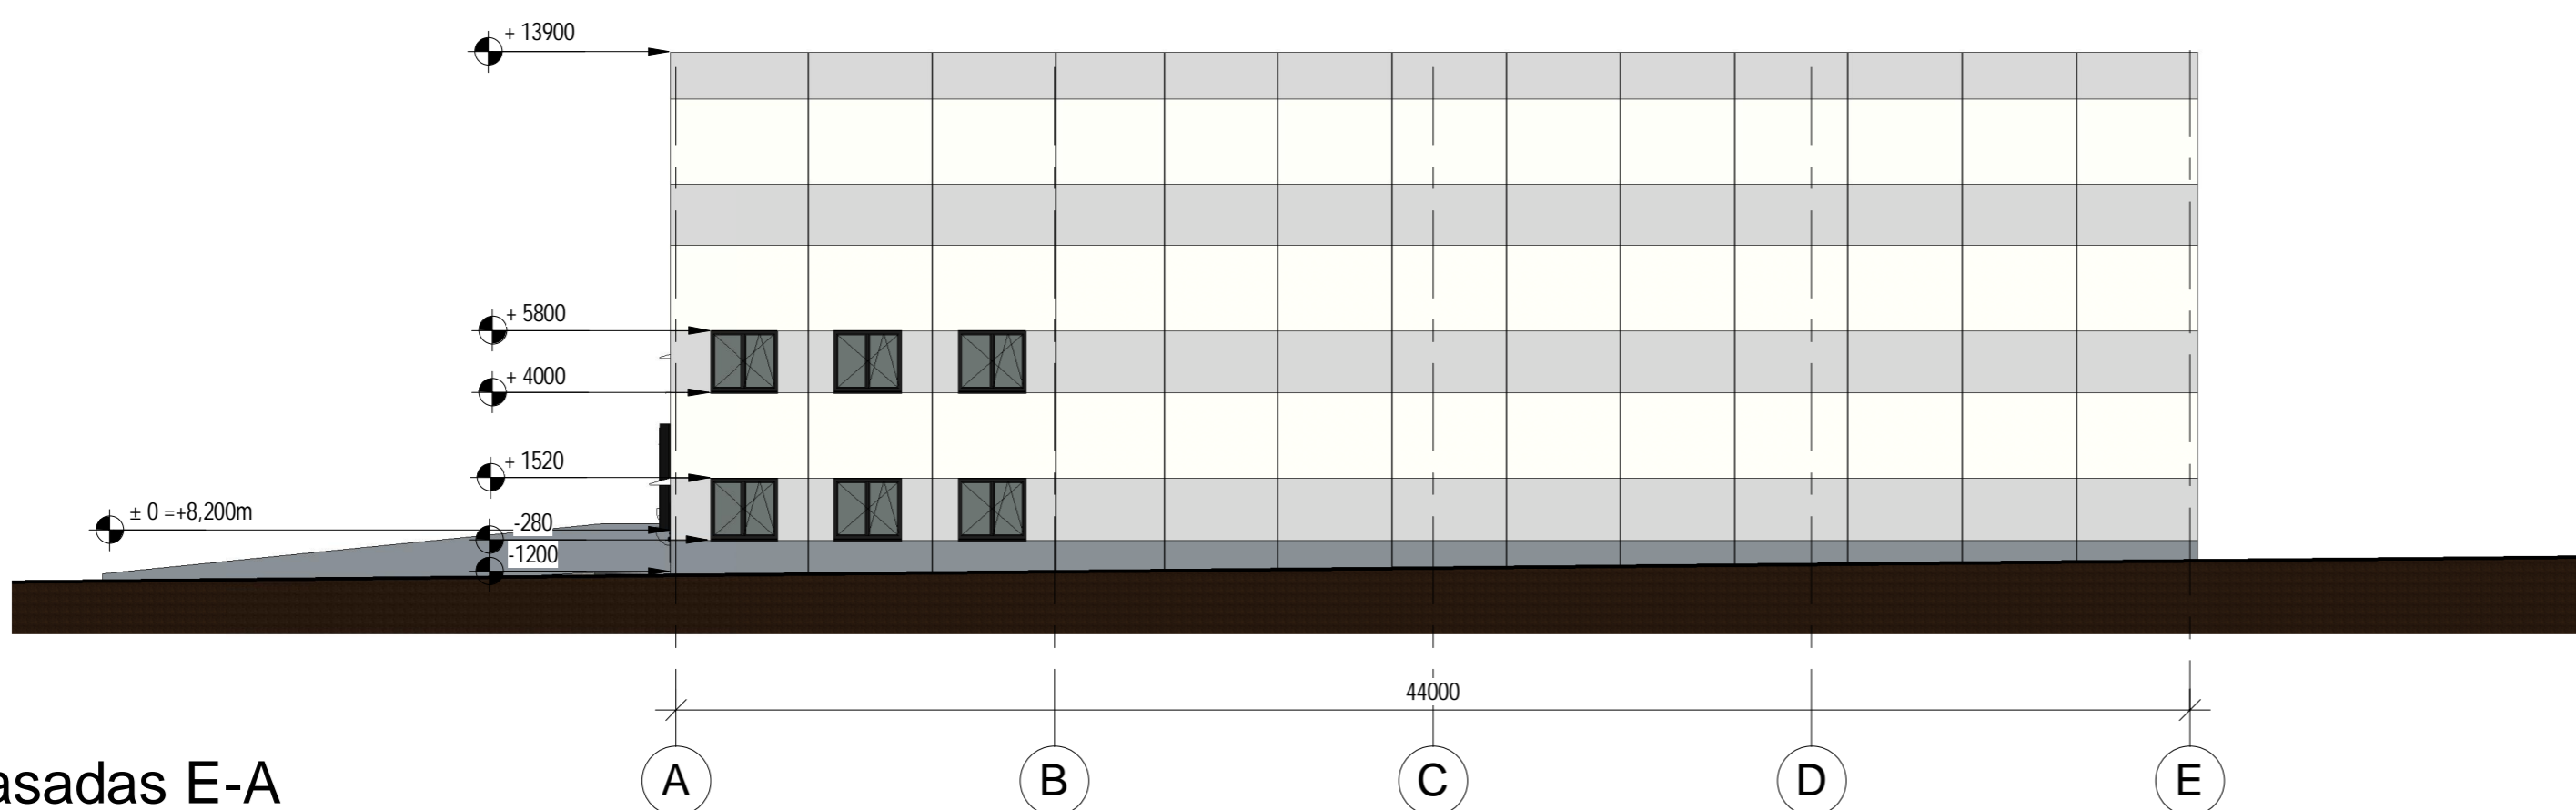 + 13900
+ 5800
+ 4000
+ 1520
± 0 =+8,200m
-280
-1200
44000
A B C D E
asadas E-A